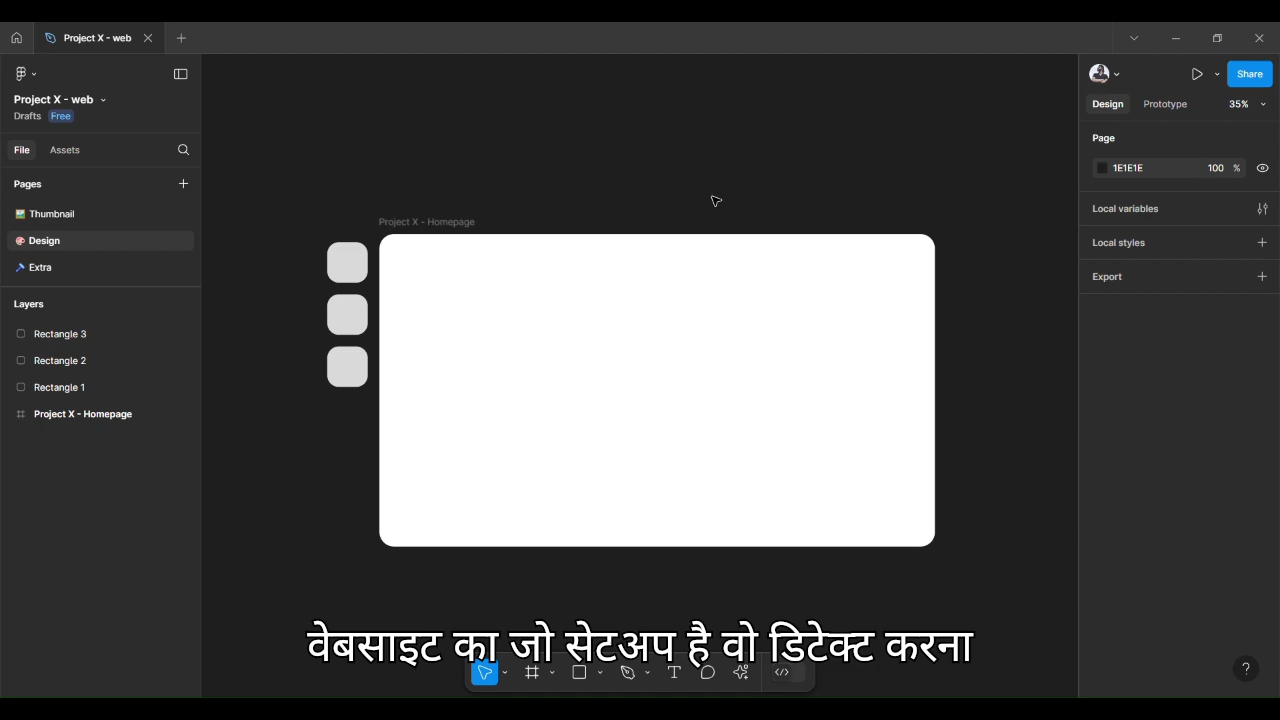 Project X - web
Project X - web
Drafts Free
File Assets
Pages
Thumbnail
Design
Extra
Layers
Rectangle 3
Rectangle 2
Rectangle 1
Project X - Homepage
Project X - Homepage
Share
Design Prototype 35%
Page
1E1E1E 100 %
Local variables
Local styles
Export
वेबसाइट का जो सेटअप है वो डिटेक्ट करना
?